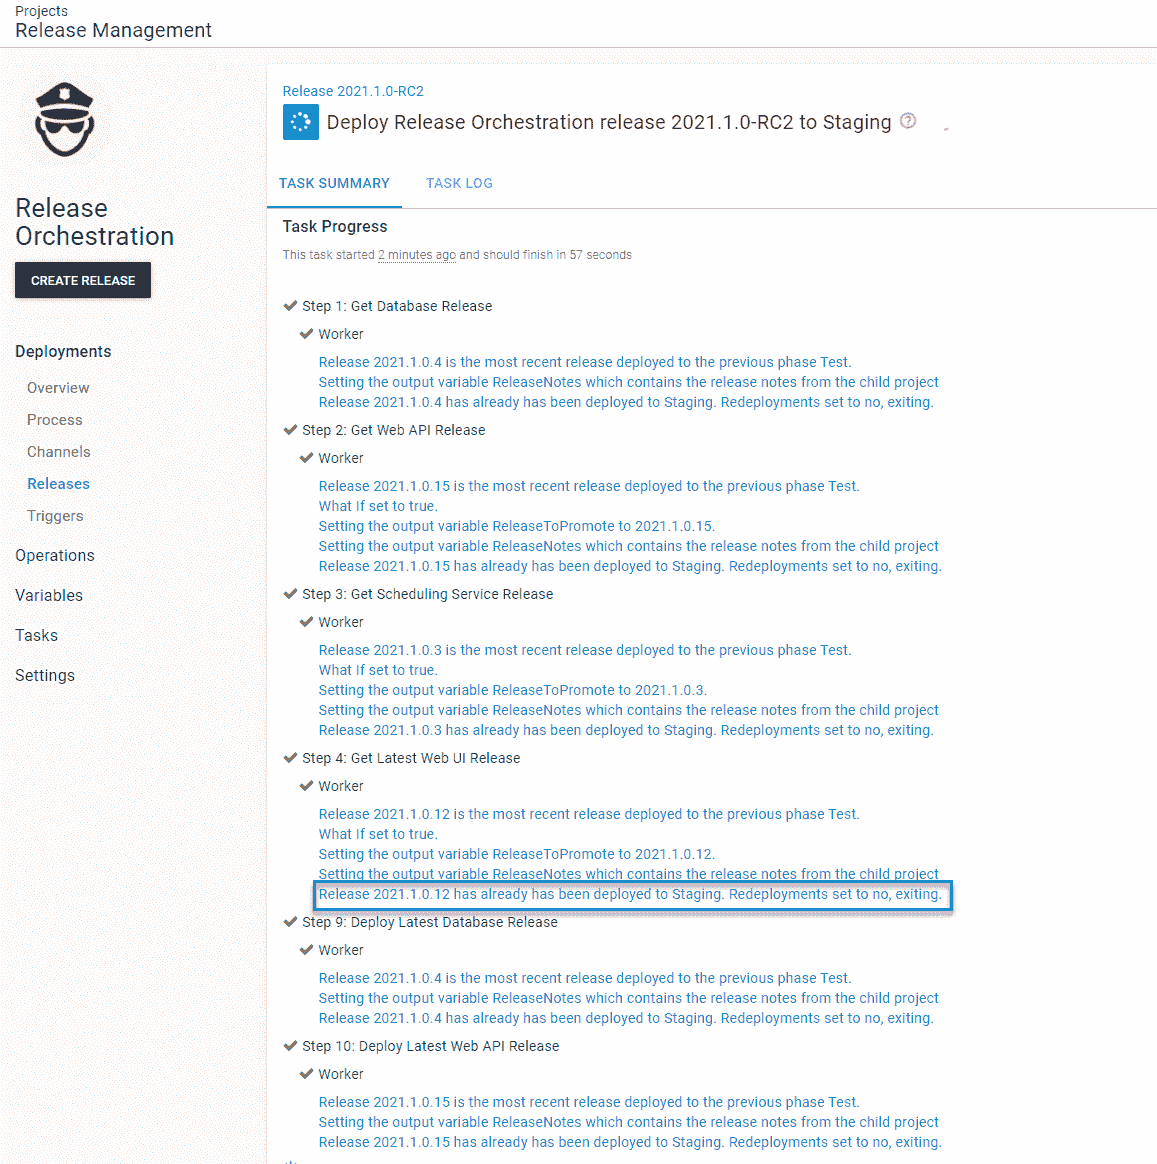 Projects
Release Management
Release
Orchestration
CREATE RELEASE
Deployments
Overview
Process
Channels
Releases
Triggers
Operations
Variables
Tasks
Settings
Release 2021.1.0-RC2
Deploy Release Orchestration release 2021.1.0-RC2 to Staging ?
TASK SUMMARY TASK LOG
Task Progress
This task started 2 minutes ago and should finish in 57 seconds
Step 1: Get Database Release
Worker
Release 2021.1.0.4 is the most recent release deployed to the previous phase Test.
Setting the output variable ReleaseNotes which contains the release notes from the child project
Release 2021.1.0.4 has already has been deployed to Staging. Redeployments set to no, exiting.
Step 2: Get Web API Release
Worker
Release 2021.1.0.15 is the most recent release deployed to the previous phase Test.
What If set to true.
Setting the output variable ReleaseToPromote to 2021.1.0.15.
Setting the output variable ReleaseNotes which contains the release notes from the child project
Release 2021.1.0.15 has already has been deployed to Staging. Redeployments set to no, exiting.
Step 3: Get Scheduling Service Release
Worker
Release 2021.1.0.3 is the most recent release deployed to the previous phase Test.
What If set to true.
Setting the output variable ReleaseToPromote to 2021.1.0.3.
Setting the output variable ReleaseNotes which contains the release notes from the child project
Release 2021.1.0.3 has already has been deployed to Staging. Redeployments set to no, exiting.
Step 4: Get Latest Web UI Release
Worker
Release 2021.1.0.12 is the most recent release deployed to the previous phase Test.
What If set to true.
Setting the output variable ReleaseToPromote to 2021.1.0.12.
Setting the output variable ReleaseNotes which contains the release notes from the child project
Release 2021.1.0.12 has already has been deployed to Staging. Redeployments set to no, exiting.
Step 9: Deploy Latest Database Release
Worker
Release 2021.1.0.4 is the most recent release deployed to the previous phase Test.
Setting the output variable ReleaseNotes which contains the release notes from the child project
Release 2021.1.0.4 has already has been deployed to Staging. Redeployments set to no, exiting.
Step 10: Deploy Latest Web API Release
Worker
Release 2021.1.0.15 is the most recent release deployed to the previous phase Test.
Setting the output variable ReleaseNotes which contains the release notes from the child project
Release 2021.1.0.15 has already has been deployed to Staging. Redeployments set to no, exiting.